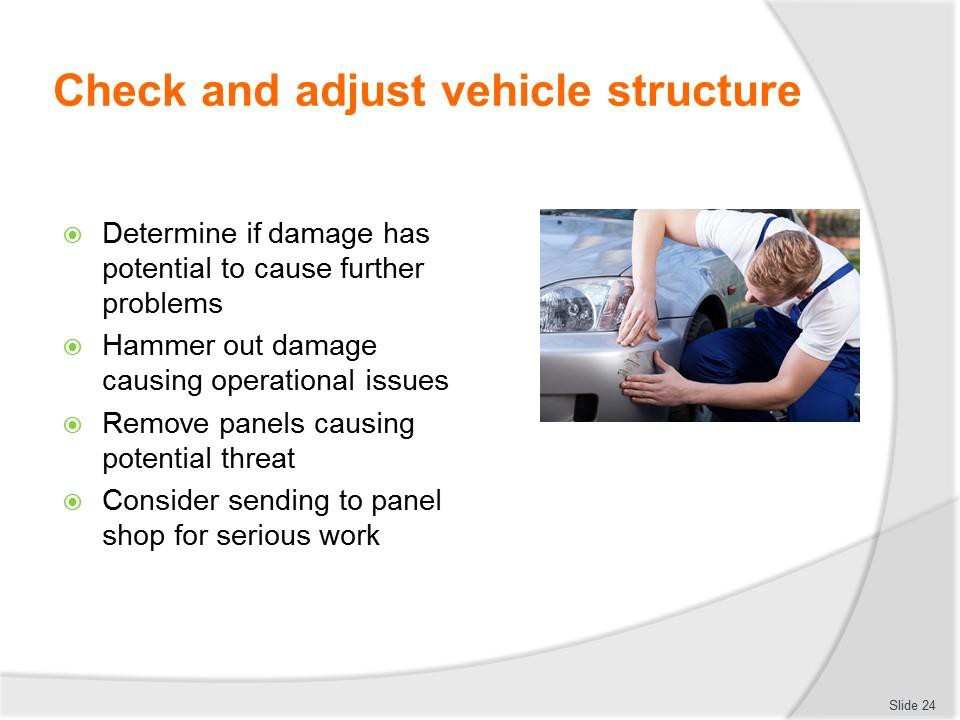 Check and adjust vehicle structure
Determine if damage has
potential to cause further
problems
Hammer out damage
causing operational issues
Remove panels causing
potential threat
Consider sending to panel
shop for serious work
Slide 24